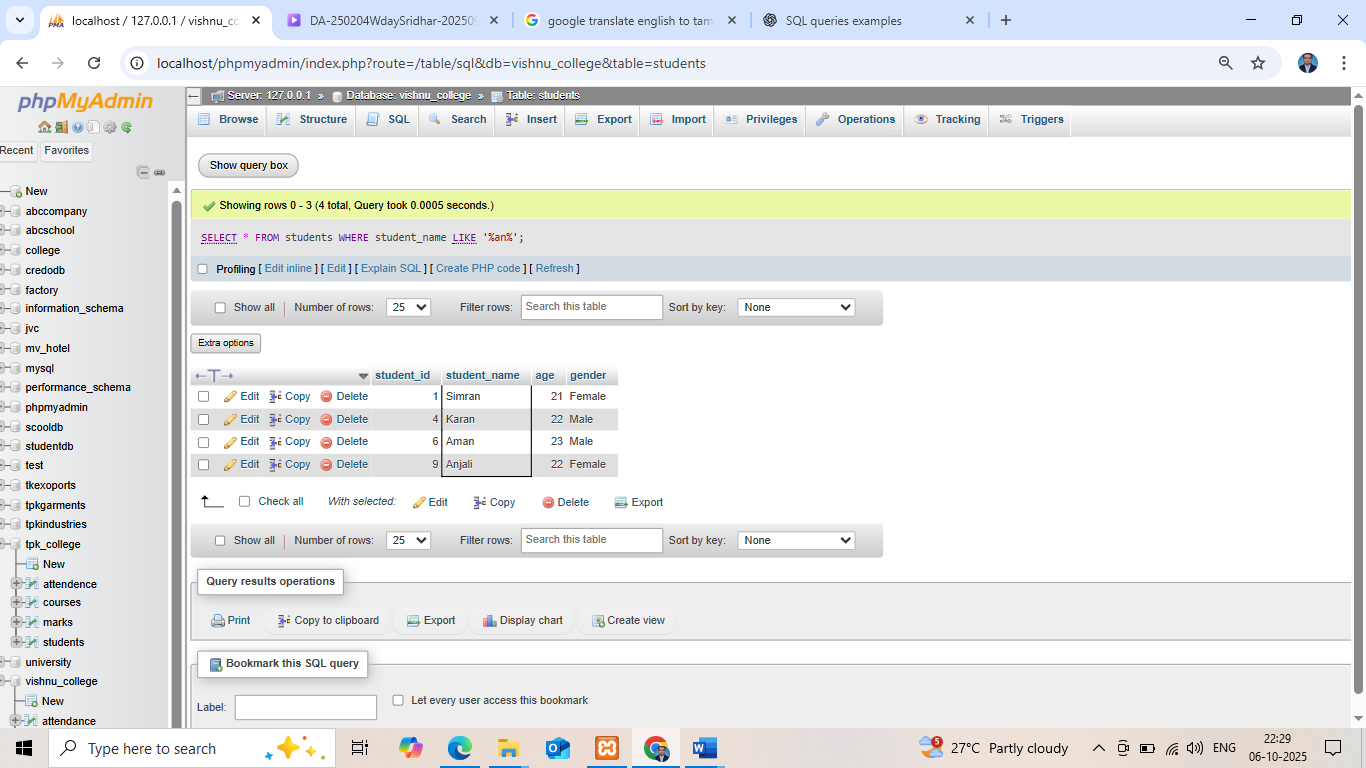 localhost / 127.0.0.1 / vishnu_co
DA-250204WdaySridhar-202505
google translate english to tami
SQL queries examples
localhost/phpmyadmin/index.php?route=/table/sql&db=vishnu_college&table=students
phpMyAdmin
Recent Favorites
New
abccompany
abcschool
college
credodb
factory
information_schema
jvc
mv_hotel
mysql
performance_schema
phpmyadmin
scooldb
studentdb
test
tkexoports
tpkgarments
tpkindustries
tpk_college
New
attendence
courses
marks
students
university
vishnu_college
New
attendance
Server: 127.0.0.1 » Database: vishnu_college » Table: students
Browse Structure SQL Search Insert Export Import Privileges Operations Tracking Triggers
Show query box
Showing rows 0 - 3 (4 total, Query took 0.0005 seconds.)
SELECT * FROM students WHERE student_name LIKE '%an%';
Profiling [ Edit inline ] [ Edit ] [ Explain SQL ] [ Create PHP code ] [ Refresh ]
Show all Number of rows: 25 Filter rows: Search this table Sort by key: None
Extra options
student_id student_name age gender
Edit Copy Delete 1 Simran 21 Female
Edit Copy Delete 4 Karan 22 Male
Edit Copy Delete 6 Aman 23 Male
Edit Copy Delete 9 Anjali 22 Female
Check all With selected: Edit Copy Delete Export
Show all Number of rows: 25 Filter rows: Search this table Sort by key: None
Query results operations
Print Copy to clipboard Export Display chart Create view
Bookmark this SQL query
Label: Let every user access this bookmark
Type here to search
5
27°C Partly cloudy
ENG
22:29
06-10-2025